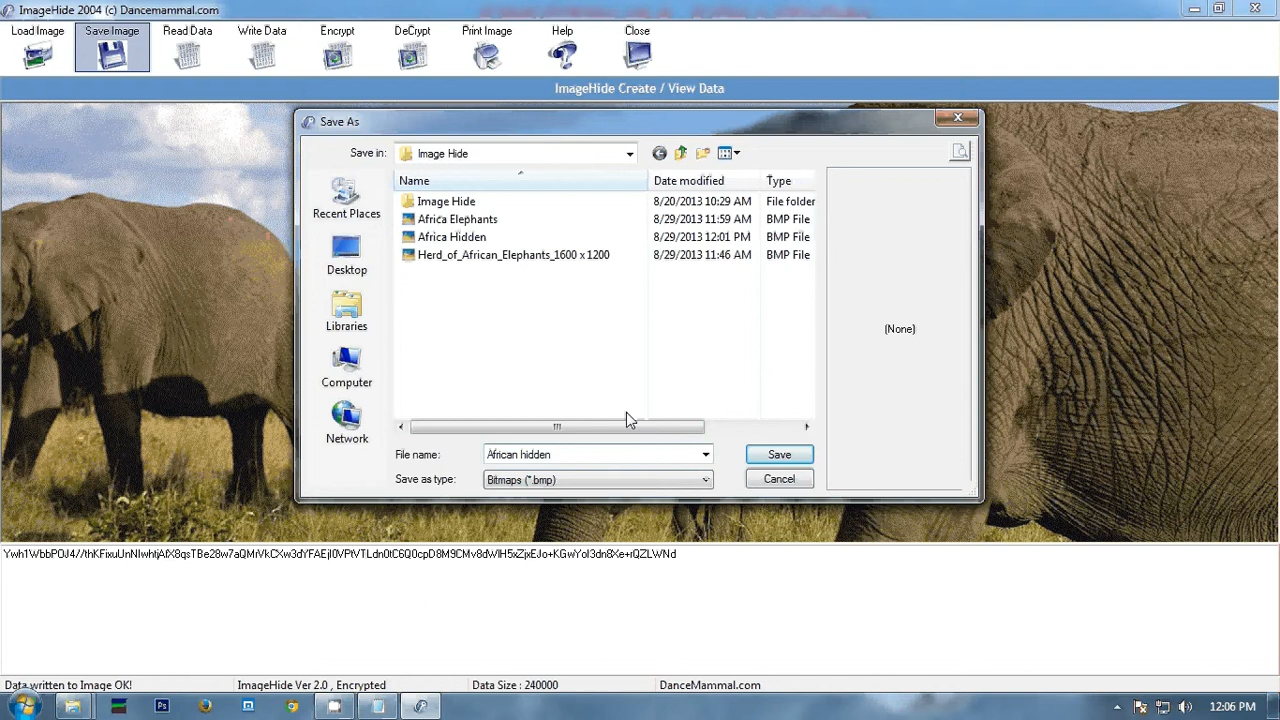 ImageHide 2004 (c) Dancemammal.com
Load Image Save Image Read Data Write Data Encrypt DeCrypt Print Image Help Close
ImageHide Create / View Data
Save As
Save in: Image Hide
Name Date modified Type
Recent Places
Image Hide 8/20/2013 10:29 AM File folder
Africa Elephants 8/29/2013 11:59 AM BMP File
Africa Hidden 8/29/2013 12:01 PM BMP File
Herd_of_African_Elephants_1600 x 1200 8/29/2013 11:46 AM BMP File
Desktop
Libraries
Computer
Network
(None)
File name: African hidden Save
Save as type: Bitmaps (*.bmp) Cancel
Data written to Image OK! ImageHide Ver 2.0 , Encrypted Data Size : 240000 DanceMammal.com
Ps 12:06 PM